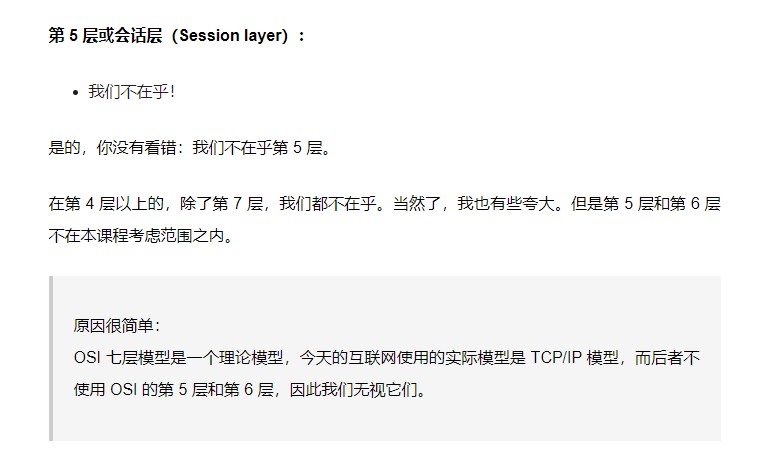 第 5 层或会话层（Session layer）：
• 我们不在乎！
是的，你没有看错：我们不在乎第 5 层。
在第 4 层以上的，除了第 7 层，我们都不在乎。当然了，我也有些夸大。但是第 5 层和第 6 层
不在本课程考虑范围之内。
原因很简单：
OSI 七层模型是一个理论模型，今天的互联网使用的实际模型是 TCP/IP 模型，而后者不
使用 OSI 的第 5 层和第 6 层，因此我们无视它们。